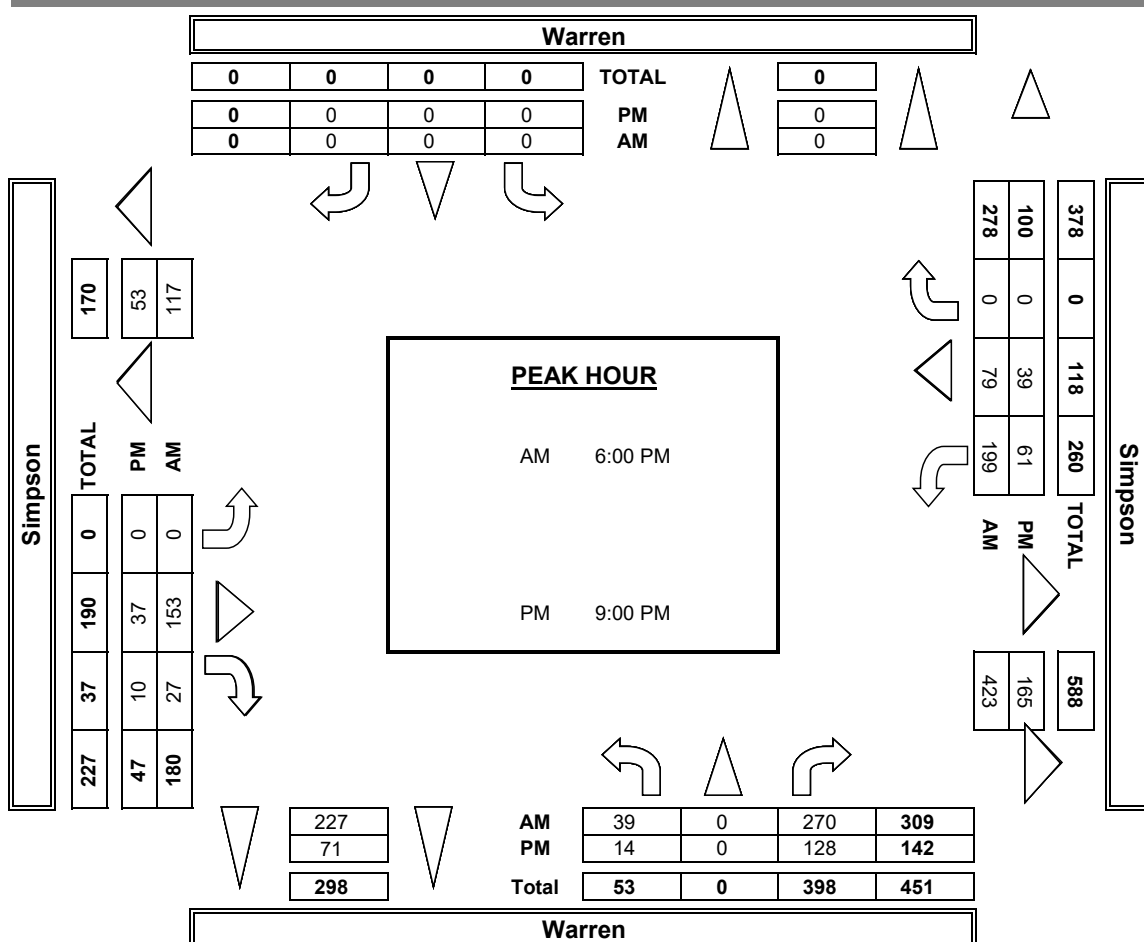 Warren
0 0 0 0 TOTAL 0
0 0 0 0 PM 0
0 0 0 0 AM 0
Simpson
170
53
117
TOTAL 0 190 37 227
PM 0 37 10 47
AM 0 153 27 180
PEAK HOUR
AM 6:00 PM
PM 9:00 PM
378 0 118 260 TOTAL 588
100 0 39 61 PM 165
278 0 79 199 AM 423
Simpson
227 AM 39 0 270 309
71 PM 14 0 128 142
298 Total 53 0 398 451
Warren